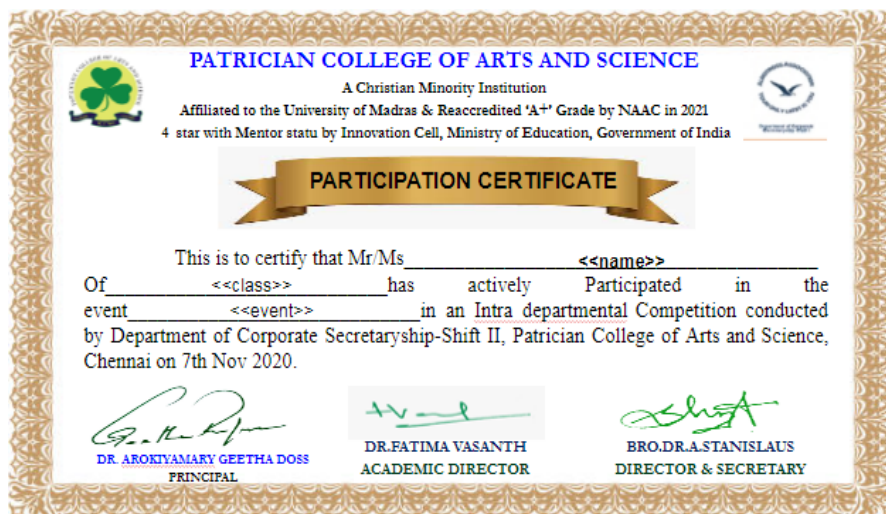 PATRICIAN COLLEGE OF ARTS AND SCIENCE
A Christian Minority Institution
Affiliated to the University of Madras & Reaccredited ‘A+’ Grade by NAAC in 2021
4 star with Mentor statu by Innovation Cell, Ministry of Education, Government of India
PARTICIPATION CERTIFICATE
This is to certify that Mr/Ms <<name>>
Of <<class>> has actively Participated in the
event <<event>> in an Intra departmental Competition conducted
by Department of Corporate Secretaryship-Shift II, Patrician College of Arts and Science,
Chennai on 7th Nov 2020.
DR. AROKIYAMARY GEETHA DOSS
PRINCIPAL
DR.FATIMA VASANTH
ACADEMIC DIRECTOR
BRO.DR.A.STANISLAUS
DIRECTOR & SECRETARY